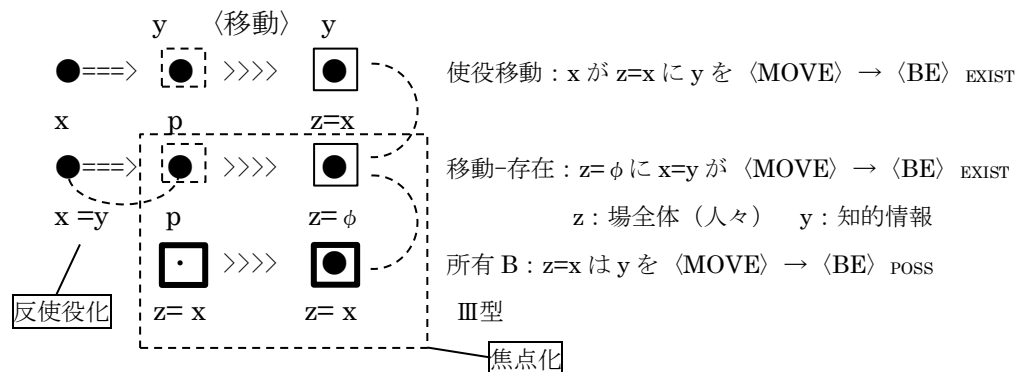 y 〈移動〉 y
●===> ● >>>> ● 使役移動：x が z=x に y を 〈MOVE〉 → 〈BE〉 EXIST
x p z=x
●===> ● >>>> ● 移動−存在：z=φに x=y が 〈MOVE〉 → 〈BE〉 EXIST
x =y p z=φ z：場全体（人々） y：知的情報
・ >>>> ● 所有 B：z=x は y を 〈MOVE〉 → 〈BE〉 POSS
反使役化 z= x z= x Ⅲ型
焦点化